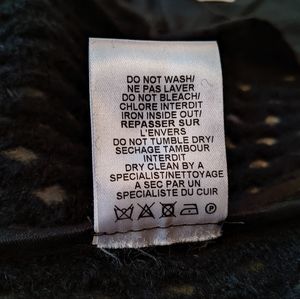 DO NOT WASH/
NE PAS LAVER
DO NOT BLEACH/
CHLORE INTERDIT
IRON INSIDE OUT/
REPASSER SUR
L'ENVERS
DO NOT TUMBLE DRY/
SECHAGE TAMBOUR
INTERDIT
DRY CLEAN BY A
SPECIALIST/NETTOYAGE
A SEC PAR UN
SPECIALISTE DU CUIR
P